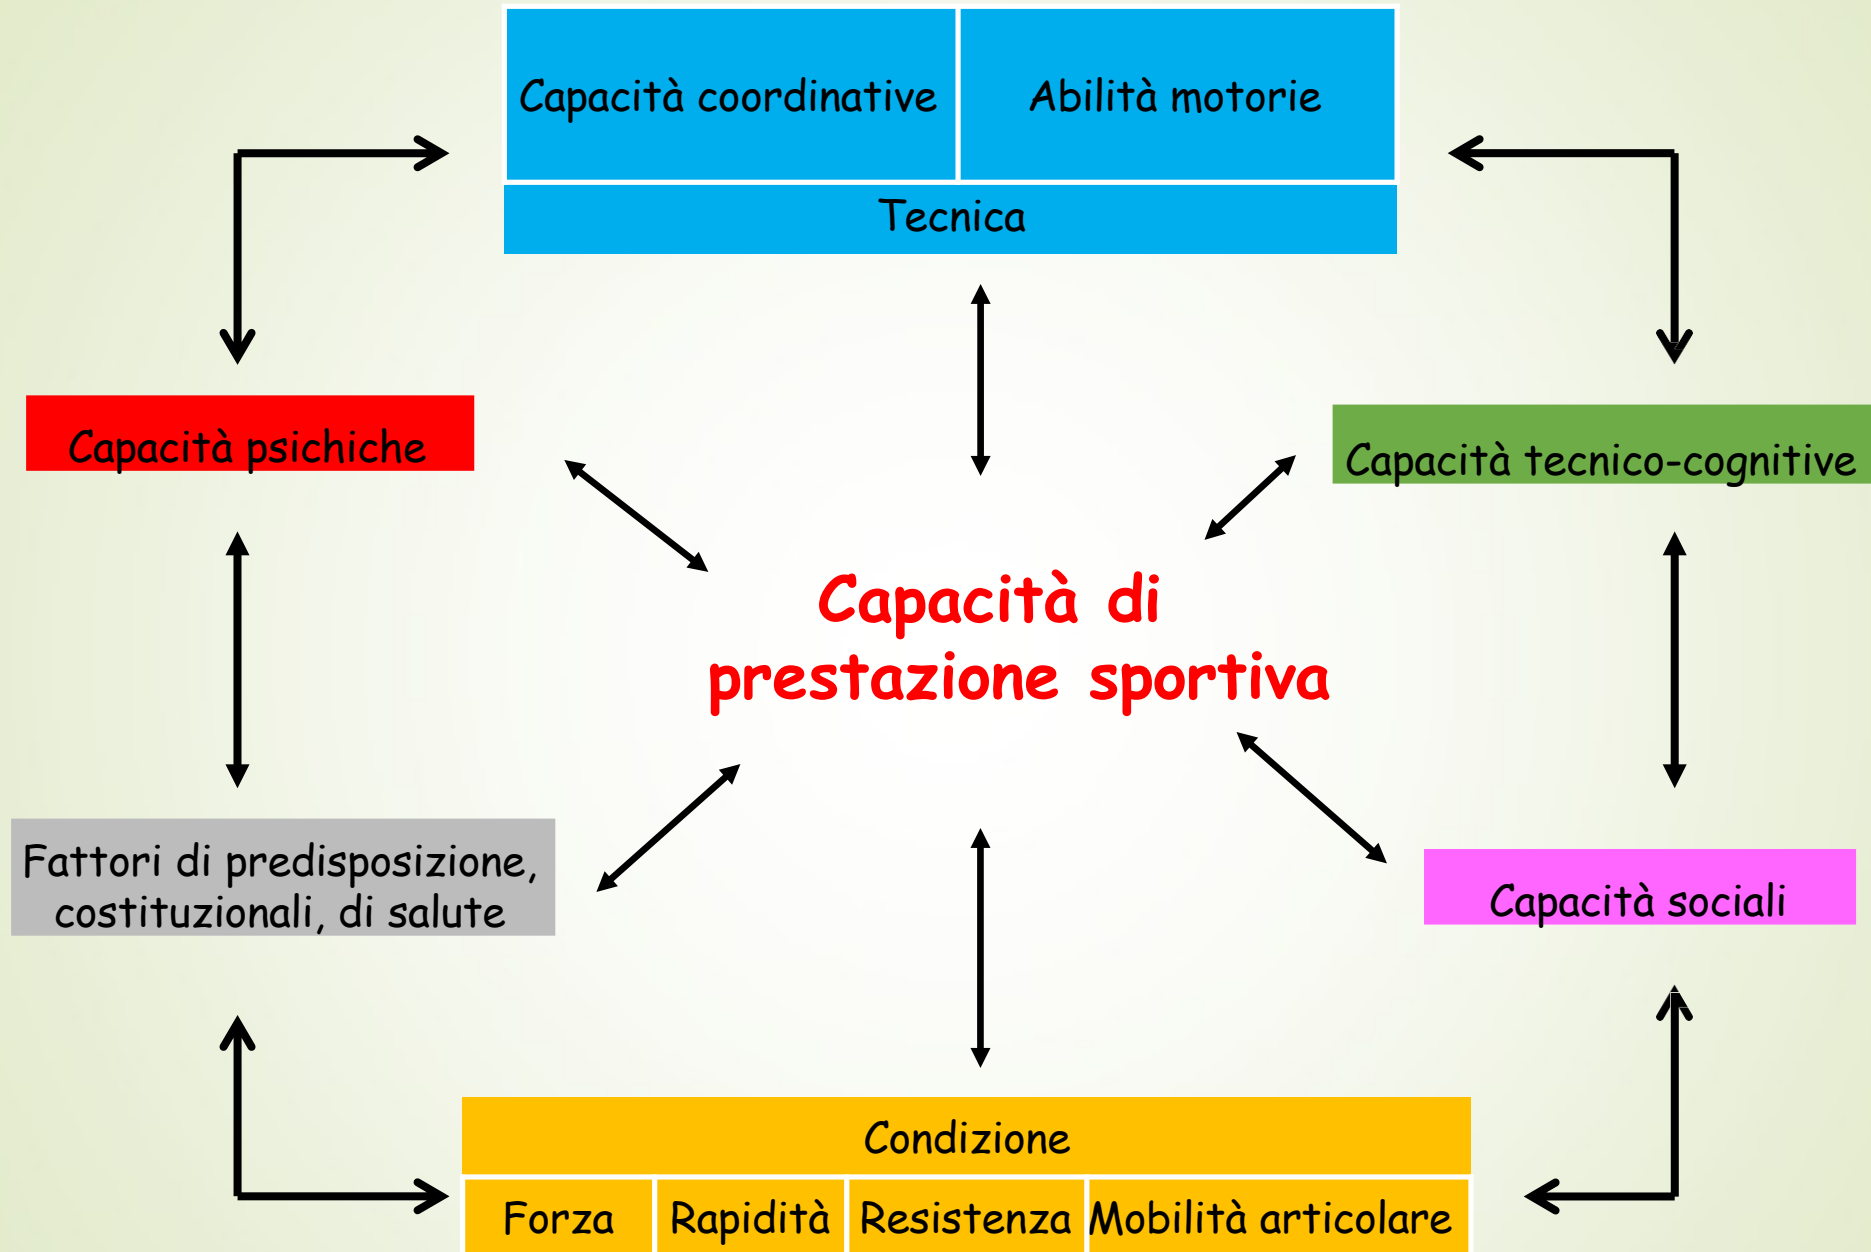 Capacità coordinative
Abilità motorie
Tecnica
Capacità psichiche
Capacità tecnico-cognitive
Capacità di
prestazione sportiva
Fattori di predisposizione,
costituzionali, di salute
Capacità sociali
Condizione
Forza
Rapidità
Resistenza
Mobilità articolare